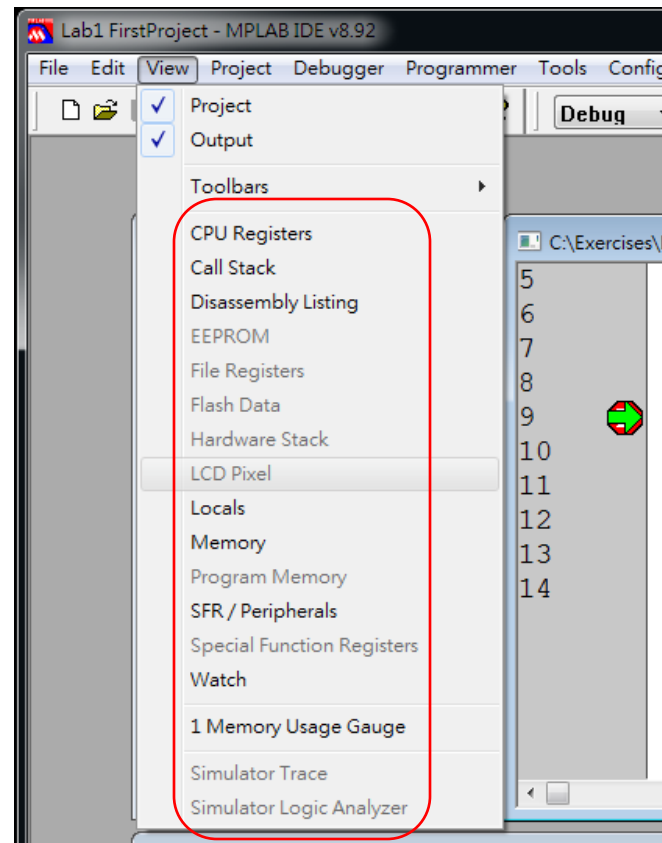 Lab1 FirstProject - MPLAB IDE v8.92
File Edit View Project Debugger Programmer Tools
Debug
Project
Output
Toolbars
CPU Registers
Call Stack
Disassembly Listing
EEPROM
File Registers
Flash Data
Hardware Stack
LCD Pixel
Locals
Memory
Program Memory
SFR / Peripherals
Special Function Registers
Watch
1 Memory Usage Gauge
Simulator Trace
Simulator Logic Analyzer
C:\Exercises\
5
6
7
8
9
10
11
12
13
14